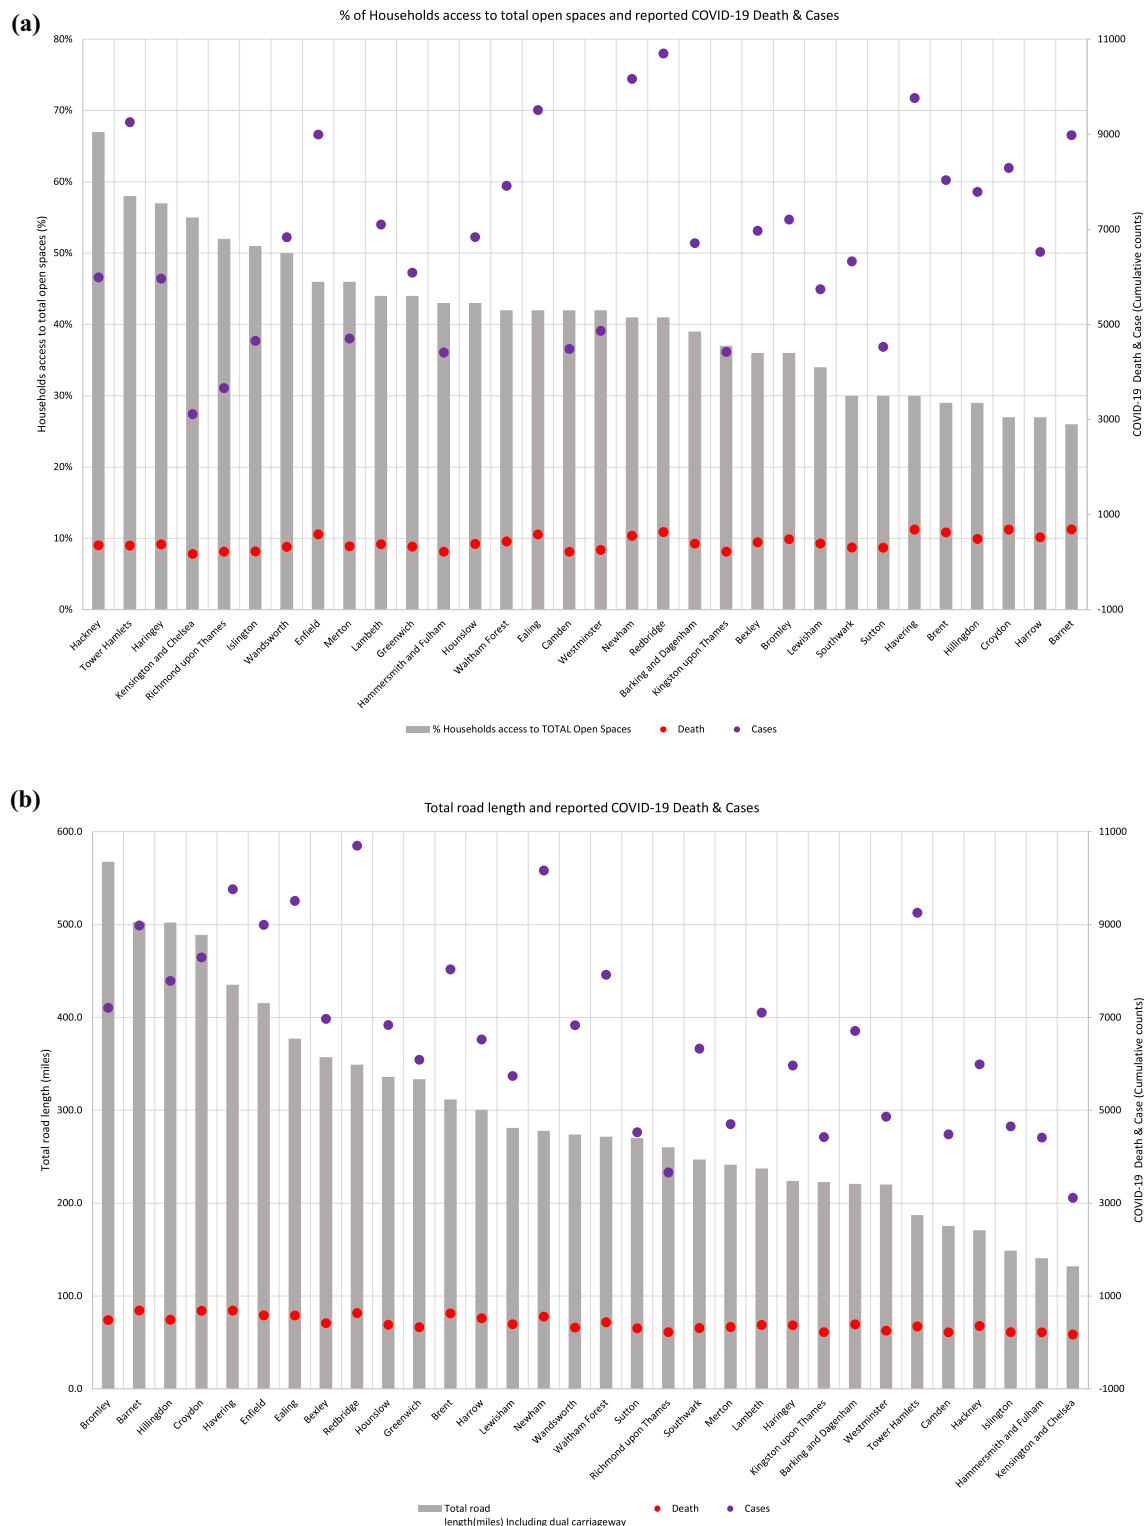 (a)
% of Households access to total open spaces and reported COVID-19 Death & Cases
80%
70%
60%
50%
40%
30%
20%
10%
0%
Households access to total open spaces (%)
11000
9000
7000
5000
3000
1000
-1000
COVID-19 Death & Case (Cumulative counts)
Hackney
Tower Hamlets
Haringey
Kensington and Chelsea
Richmond upon Thames
Islington
Wandsworth
Enfield
Merton
Lambeth
Greenwich
Hammersmith and Fulham
Hounslow
Waltham Forest
Ealing
Camden
Westminster
Newham
Redbridge
Barking and Dagenham
Kingston upon Thames
Bexley
Bromley
Lewisham
Southwark
Sutton
Havering
Brent
Hillingdon
Croydon
Harrow
Barnet
% Households access to TOTAL Open Spaces
Death
Cases
(b)
Total road length and reported COVID-19 Death & Cases
600.0
500.0
400.0
300.0
200.0
100.0
0.0
Total road length (miles)
11000
9000
7000
5000
3000
1000
-1000
COVID-19 Death & Case (Cumulative counts)
Bromley
Barnet
Hillingdon
Croydon
Havering
Enfield
Ealing
Bexley
Redbridge
Hounslow
Greenwich
Brent
Harrow
Lewisham
Newham
Wandsworth
Waltham Forest
Sutton
Richmond upon Thames
Southwark
Merton
Lambeth
Haringey
Kingston upon Thames
Barking and Dagenham
Westminster
Tower Hamlets
Camden
Hackney
Islington
Hammersmith and Fulham
Kensington and Chelsea
Total road
length(miles) Including dual carriageway
Death
Cases